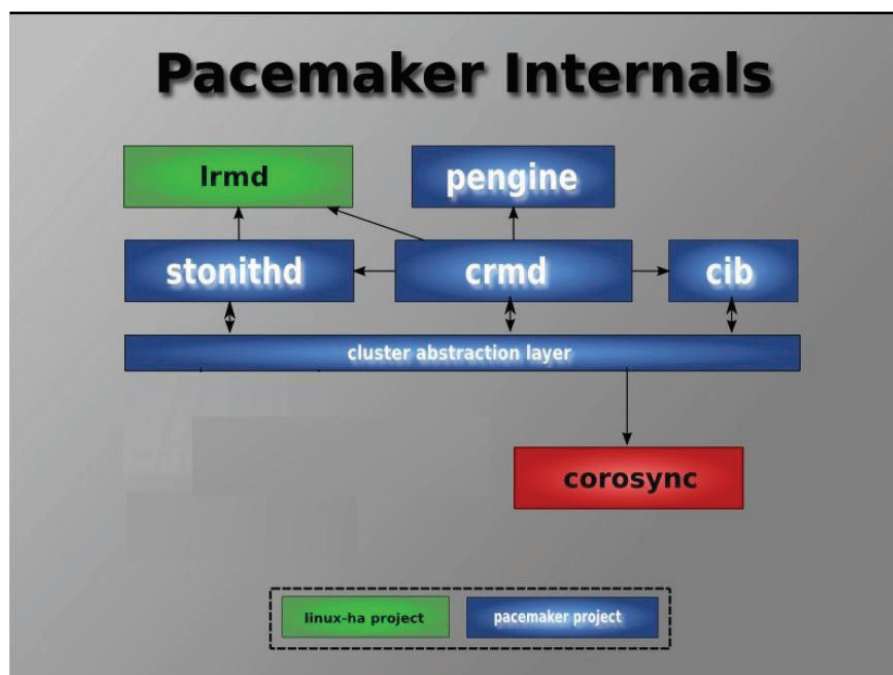 Pacemaker Internals
lrmd
pengine
stonithd
crmd
cib
cluster abstraction layer
corosync
linux-ha project
pacemaker project